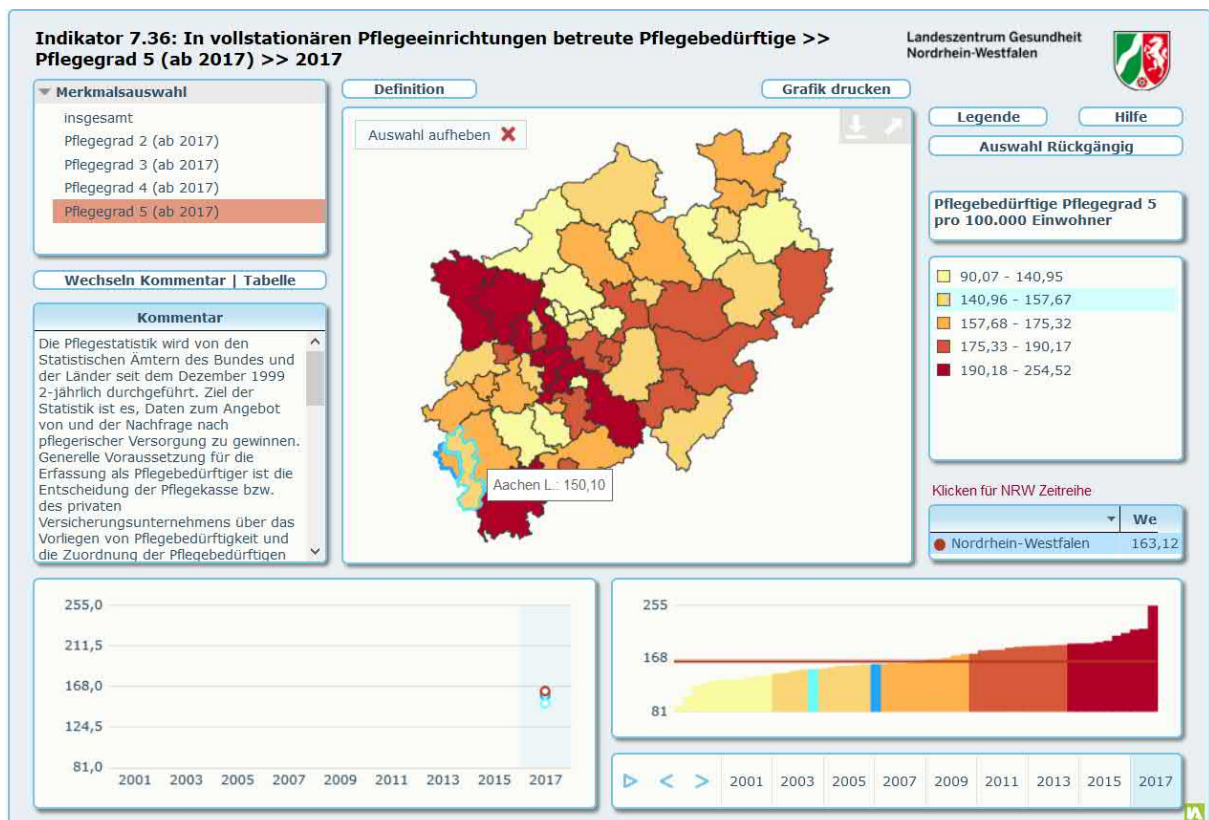 Indikator 7.36: In vollstationären Pflegeeinrichtungen betreute Pflegebedürftige >>
Pflegegrad 5 (ab 2017) >> 2017
Landeszentrum Gesundheit
Nordrhein-Westfalen
Merkmalsauswahl
insgesamt
Pflegegrad 2 (ab 2017)
Pflegegrad 3 (ab 2017)
Pflegegrad 4 (ab 2017)
Pflegegrad 5 (ab 2017)
Wechseln Kommentar | Tabelle
Kommentar
Die Pflegestatistik wird von den
Statistischen Ämtern des Bundes und
der Länder seit dem Dezember 1999
2-jährlich durchgeführt. Ziel der
Statistik ist es, Daten zum Angebot
von und der Nachfrage nach
pflegerischer Versorgung zu gewinnen.
Generelle Voraussetzung für die
Erfassung als Pflegebedürftiger ist die
Entscheidung der Pflegekasse bzw.
des privaten
Versicherungsunternehmens über das
Vorliegen von Pflegebedürftigkeit und
die Zuordnung der Pflegebedürftigen
Definition
Grafik drucken
Auswahl aufheben
Aachen L.: 150,10
Legende
Hilfe
Auswahl Rückgängig
Pflegebedürftige Pflegegrad 5
pro 100.000 Einwohner
90,07 - 140,95
140,96 - 157,67
157,68 - 175,32
175,33 - 190,17
190,18 - 254,52
Klicken für NRW Zeitreihe
We
Nordrhein-Westfalen 163,12
255,0
211,5
168,0
124,5
81,0
2001 2003 2005 2007 2009 2011 2013 2015 2017
255
168
81
2001 2003 2005 2007 2009 2011 2013 2015 2017